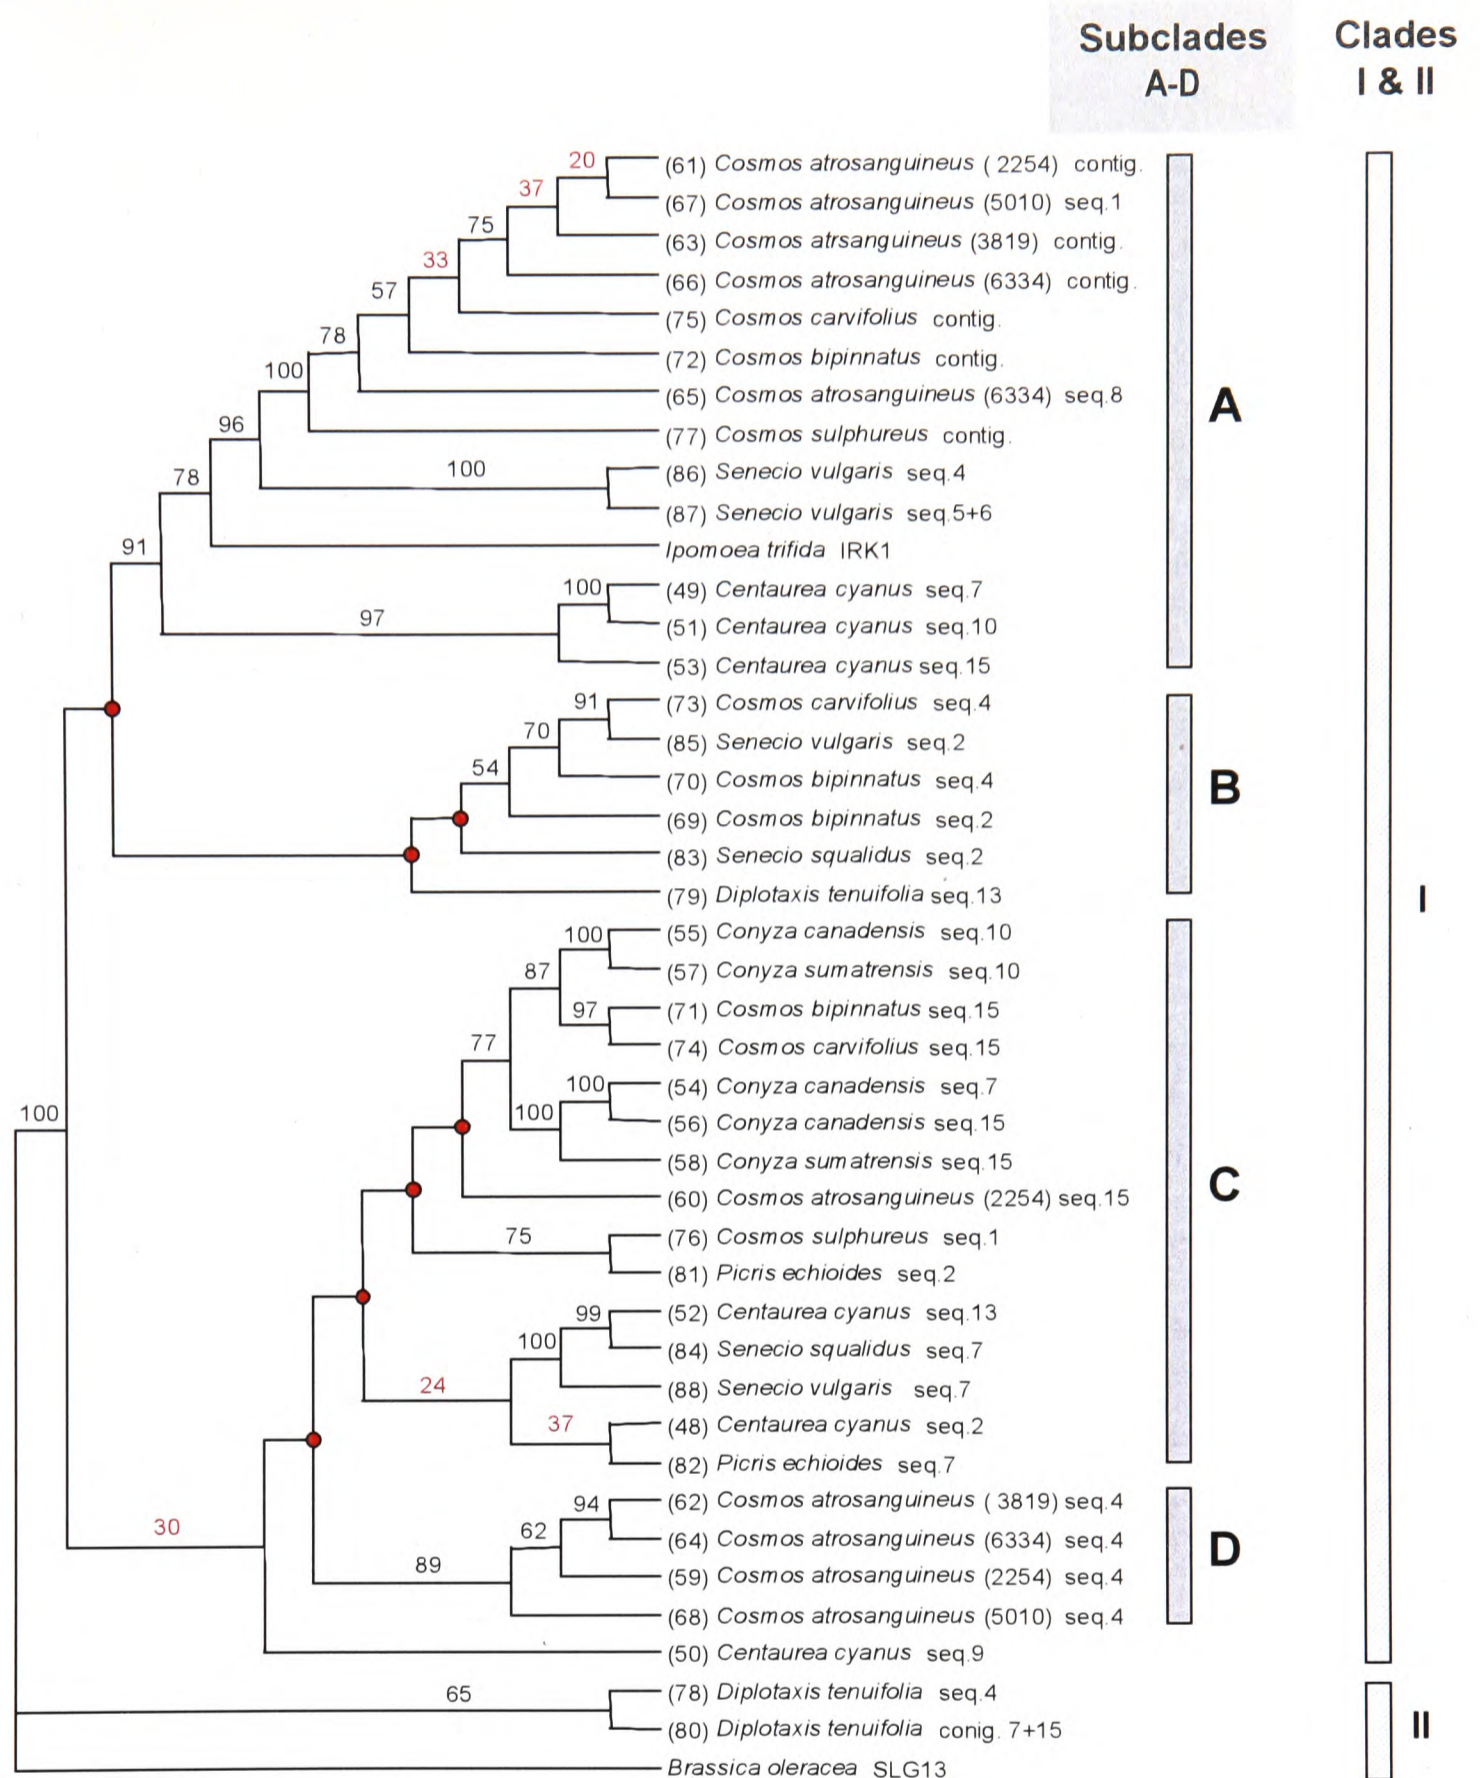 Subclades
A-D
Clades
I & II
20
(61) Cosmos atrosanguineus ( 2254) contig.
37
(67) Cosmos atrosanguineus (5010) seq.1
75
(63) Cosmos atrsanguineus (3819) contig.
33
(66) Cosmos atrosanguineus (6334) contig.
57
(75) Cosmos carvifolius contig.
78
(72) Cosmos bipinnatus contig.
100
(65) Cosmos atrosanguineus (6334) seq.8
A
96
(77) Cosmos sulphureus contig.
78
100
(86) Senecio vulgaris seq.4
(87) Senecio vulgaris seq.5+6
91
Ipomoea trifida IRK1
100
(49) Centaurea cyanus seq.7
97
(51) Centaurea cyanus seq.10
(53) Centaurea cyanus seq.15
91
(73) Cosmos carvifolius seq.4
70
(85) Senecio vulgaris seq.2
54
(70) Cosmos bipinnatus seq.4
B
(69) Cosmos bipinnatus seq.2
(83) Senecio squalidus seq.2
(79) Diplotaxis tenuifolia seq.13
I
100
(55) Conyza canadensis seq.10
87
(57) Conyza sumatrensis seq.10
97
(71) Cosmos bipinnatus seq.15
77
(74) Cosmos carvifolius seq.15
100
(54) Conyza canadensis seq.7
100
100
(56) Conyza canadensis seq.15
(58) Conyza sumatrensis seq.15
C
(60) Cosmos atrosanguineus (2254) seq.15
75
(76) Cosmos sulphureus seq.1
(81) Picris echioides seq.2
99
(52) Centaurea cyanus seq.13
100
(84) Senecio squalidus seq.7
24
(88) Senecio vulgaris seq.7
37
(48) Centaurea cyanus seq.2
(82) Picris echioides seq.7
94
(62) Cosmos atrosanguineus ( 3819) seq.4
30
62
(64) Cosmos atrosanguineus (6334) seq.4
D
89
(59) Cosmos atrosanguineus (2254) seq.4
(68) Cosmos atrosanguineus (5010) seq.4
(50) Centaurea cyanus seq.9
65
(78) Diplotaxis tenuifolia seq.4
(80) Diplotaxis tenuifolia conig. 7+15
II
Brassica oleracea SLG13